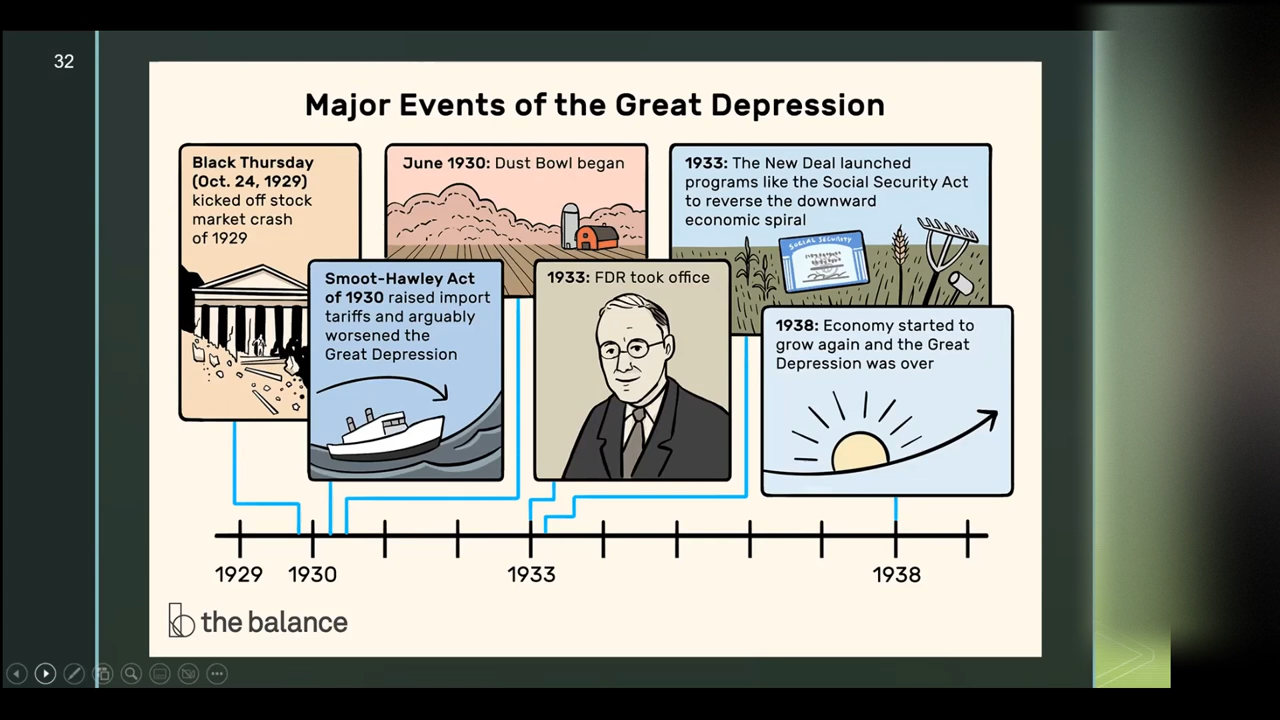 32
Major Events of the Great Depression
Black Thursday
(Oct. 24, 1929)
kicked off stock
market crash
of 1929
Smoot-Hawley Act
of 1930 raised import
tariffs and arguably
worsened the
Great Depression
June 1930: Dust Bowl began
1933: FDR took office
1933: The New Deal launched
programs like the Social Security Act
to reverse the downward
economic spiral
SOCIAL SECURITY
1938: Economy started to
grow again and the Great
Depression was over
1929
1930
1933
1938
the balance